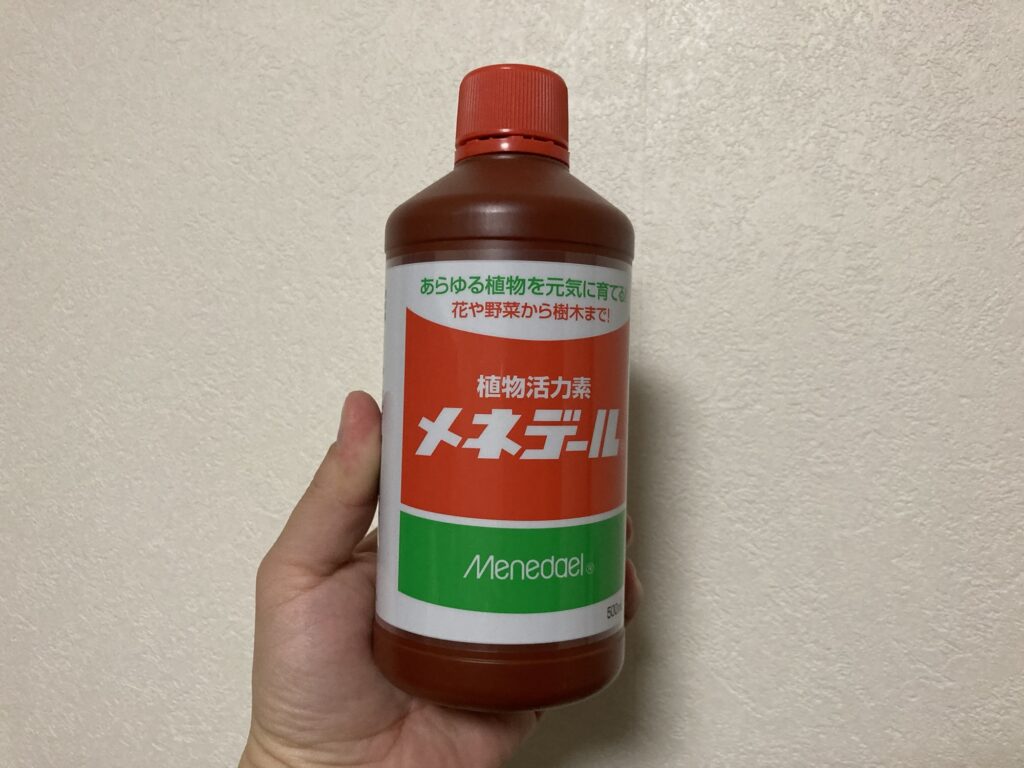 あらゆる植物を元気に育てる!
花や野菜から樹木まで!
植物活力素
メネデール
Menedael®